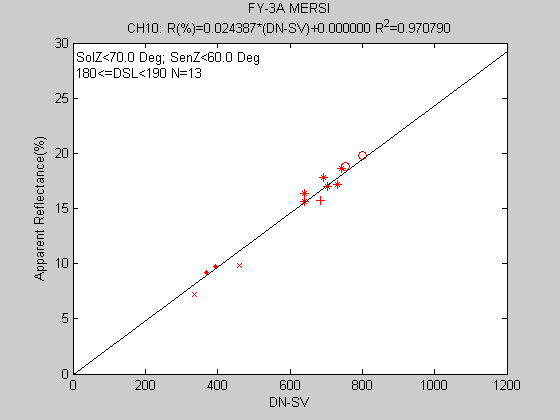 FY-3A MERSI
CH10: R(%)=0.024387*(DN-SV)+0.000000 R²=0.970790
SolZ<70.0 Deg; SenZ<60.0 Deg
180<=DSL<190 N=13
30
25
20
15
10
5
0
Apparent Reflectance(%)
0 200 400 600 800 1000 1200
DN-SV